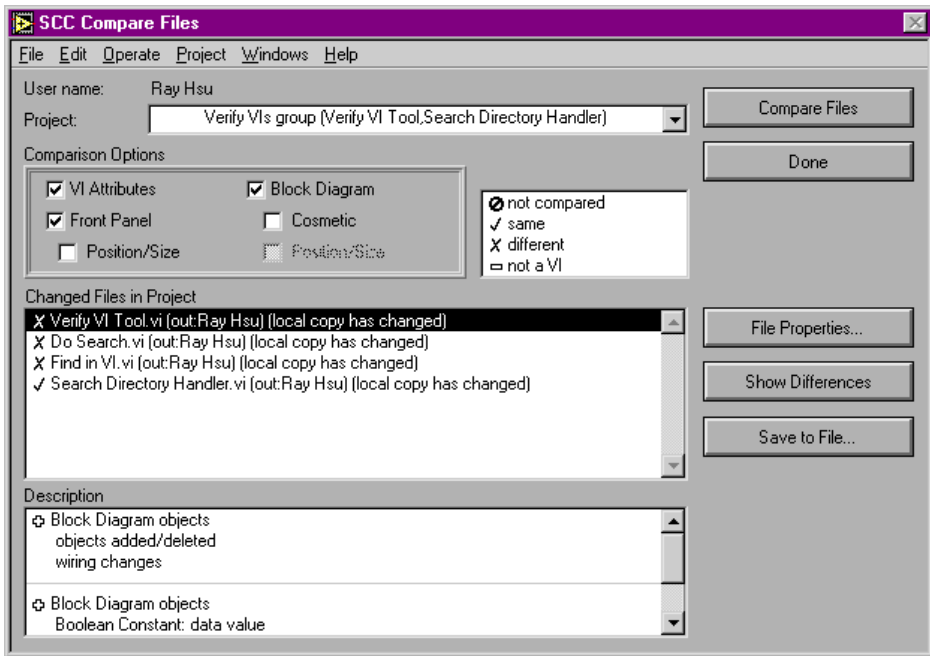 SCC Compare Files
File Edit Operate Project Windows Help
User name: Ray Hsu
Project: Verify VIs group (Verify VI Tool,Search Directory Handler)
Compare Files
Done
Comparison Options
VI Attributes
Block Diagram
Front Panel
Cosmetic
Position/Size
Position/Size
not compared
same
different
not a VI
Changed Files in Project
Verify VI Tool.vi (out:Ray Hsu) (local copy has changed)
Do Search.vi (out:Ray Hsu) (local copy has changed)
Find in VI.vi (out:Ray Hsu) (local copy has changed)
Search Directory Handler.vi (out:Ray Hsu) (local copy has changed)
File Properties...
Show Differences
Save to File...
Description
Block Diagram objects
objects added/deleted
wiring changes
Block Diagram objects
Boolean Constant: data value